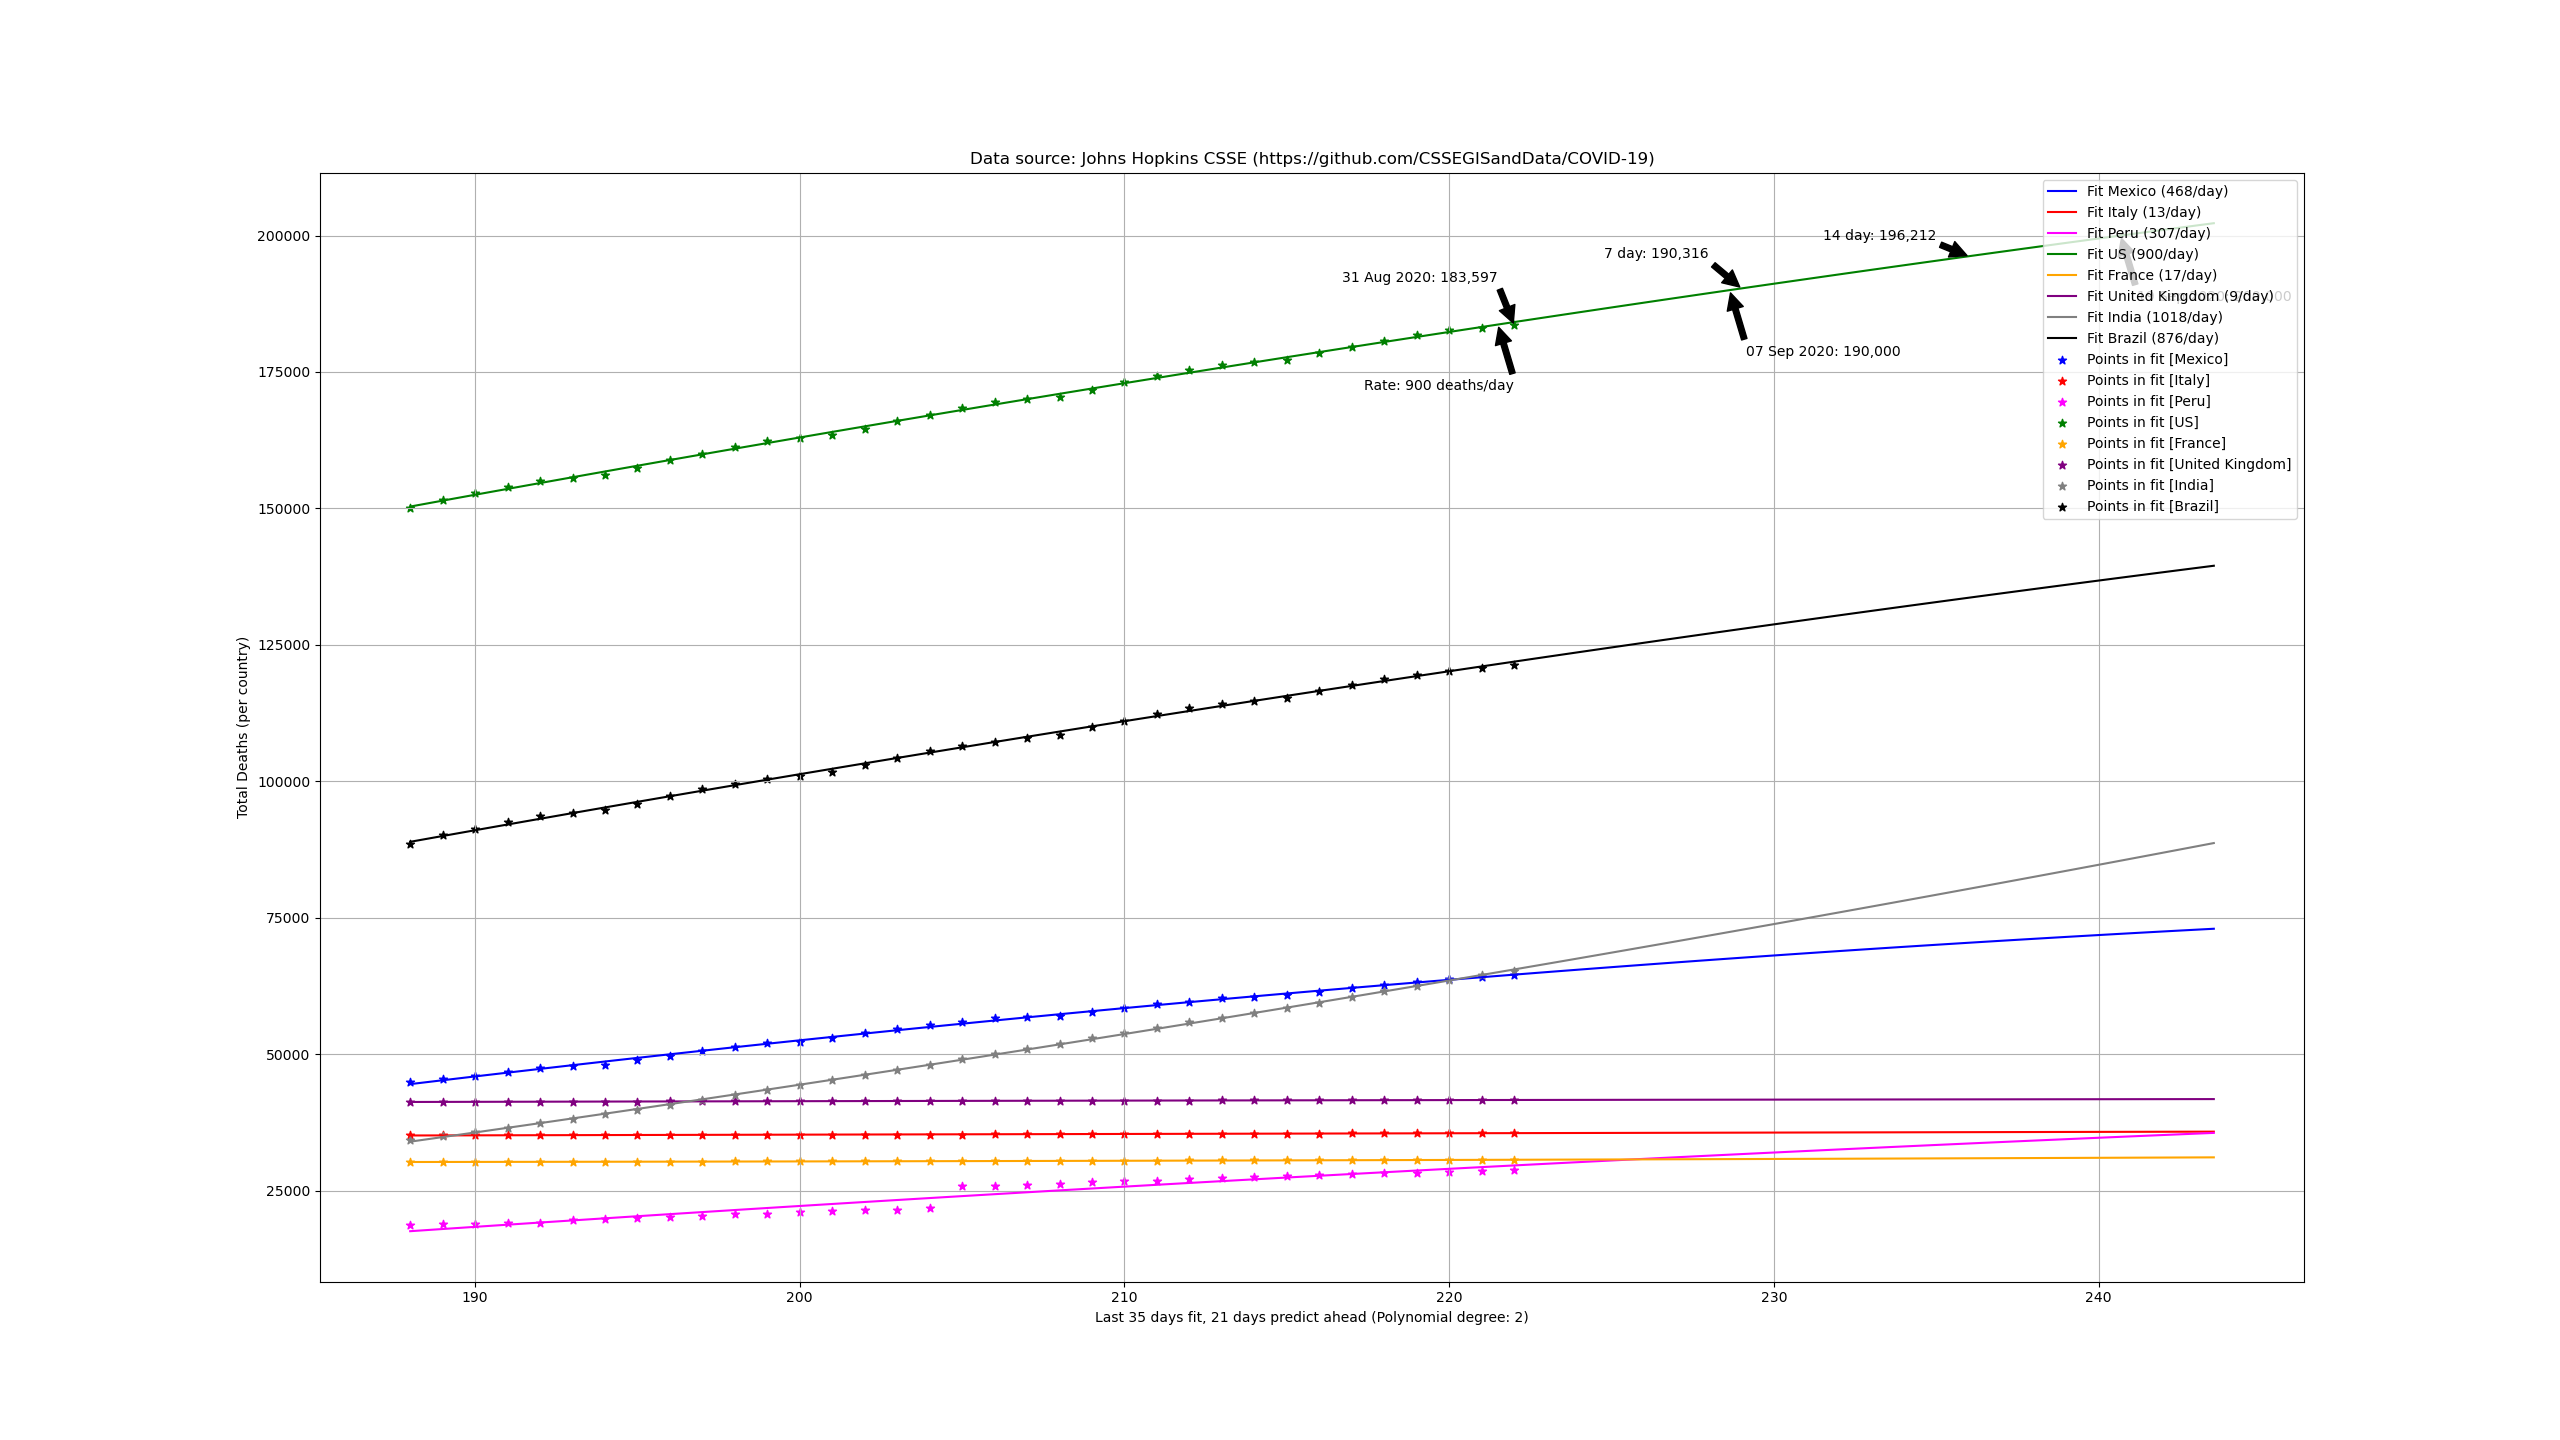 Data source: Johns Hopkins CSSE (https://github.com/CSSEGISandData/COVID-19)
Total Deaths (per country)
200000
175000
150000
125000
100000
75000
50000
25000
190
200
210
220
230
240
Last 35 days fit, 21 days predict ahead (Polynomial degree: 2)
31 Aug 2020: 183,597
Rate: 900 deaths/day
7 day: 190,316
07 Sep 2020: 190,000
14 day: 196,212
Fit Mexico (468/day)
Fit Italy (13/day)
Fit Peru (307/day)
Fit US (900/day)
Fit France (17/day)
Fit United Kingdom (9/day)
Fit India (1018/day)
Fit Brazil (876/day)
Points in fit [Mexico]
Points in fit [Italy]
Points in fit [Peru]
Points in fit [US]
Points in fit [France]
Points in fit [United Kingdom]
Points in fit [India]
Points in fit [Brazil]